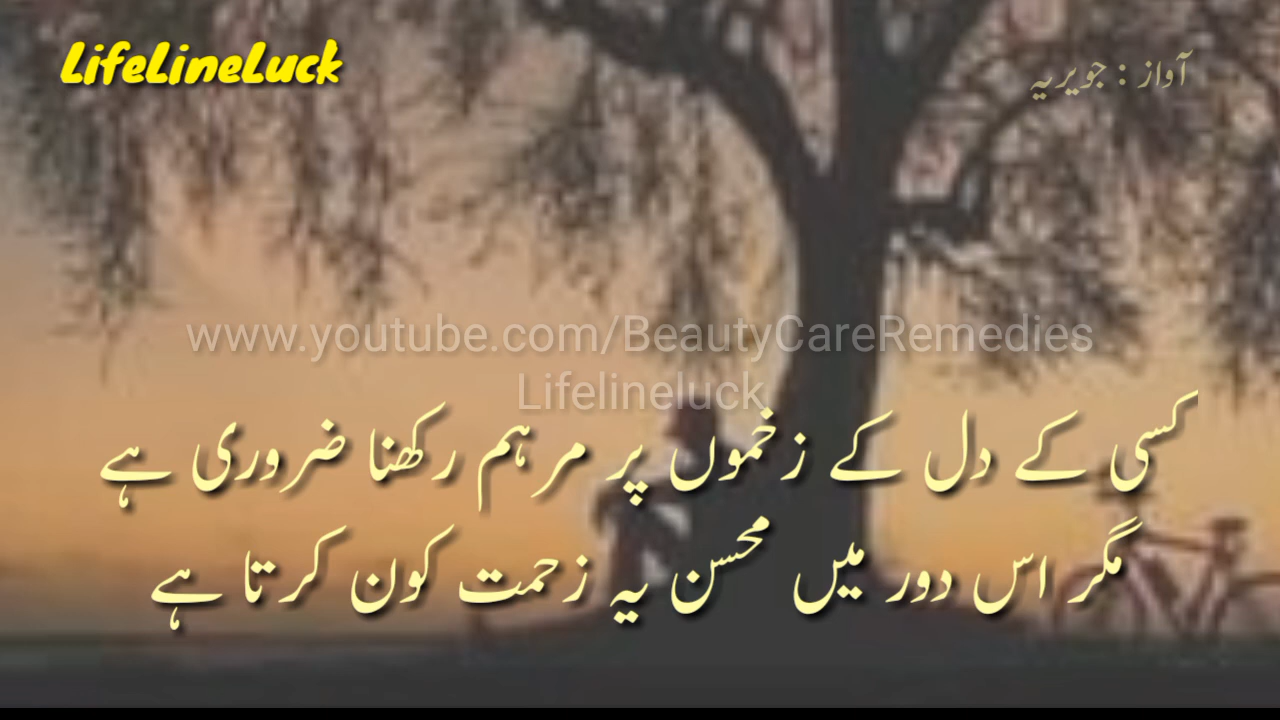 LifeLineLuck
آواز : جویریہ
www.youtube.com/BeautyCareRemedies
Lifelineluck
کسی کے دل کے زخموں پر مرہم رکھنا ضروری ہے
مگر اس دور میں محسن یہ زحمت کون کرتا ہے